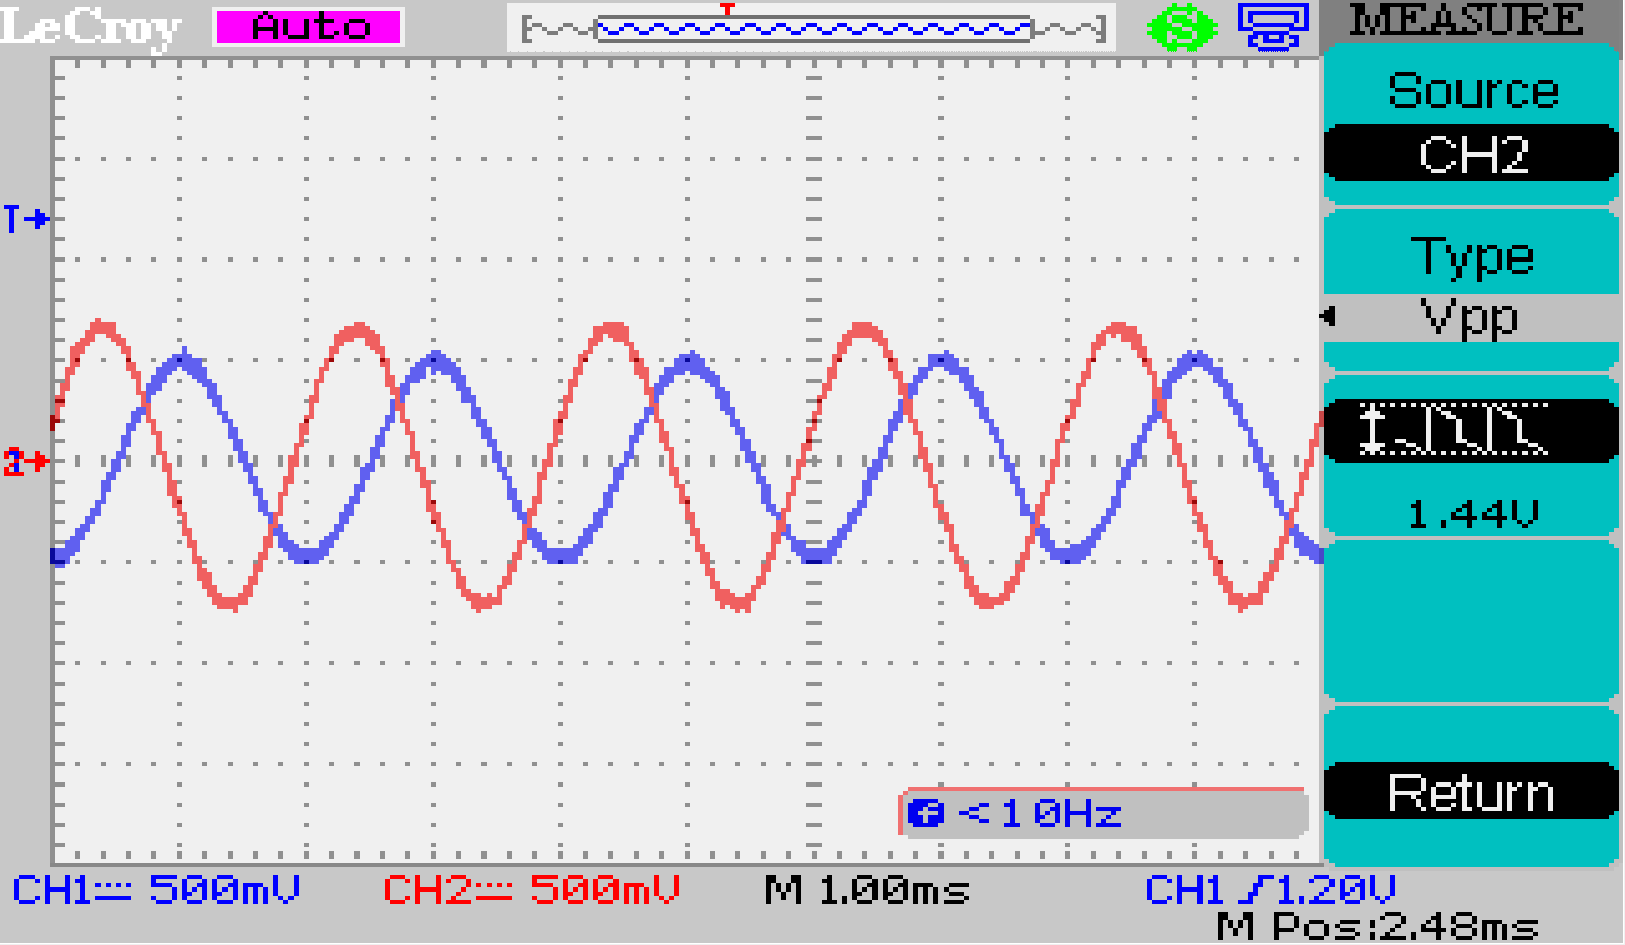 LeCroy Auto T S MEASURE
Source
CH2
T
Type
Vpp
1.44V
f <10Hz
Return
CH1 500mV CH2 500mV M 1.00ms CH1 1.20V
M Pos:2.48ms